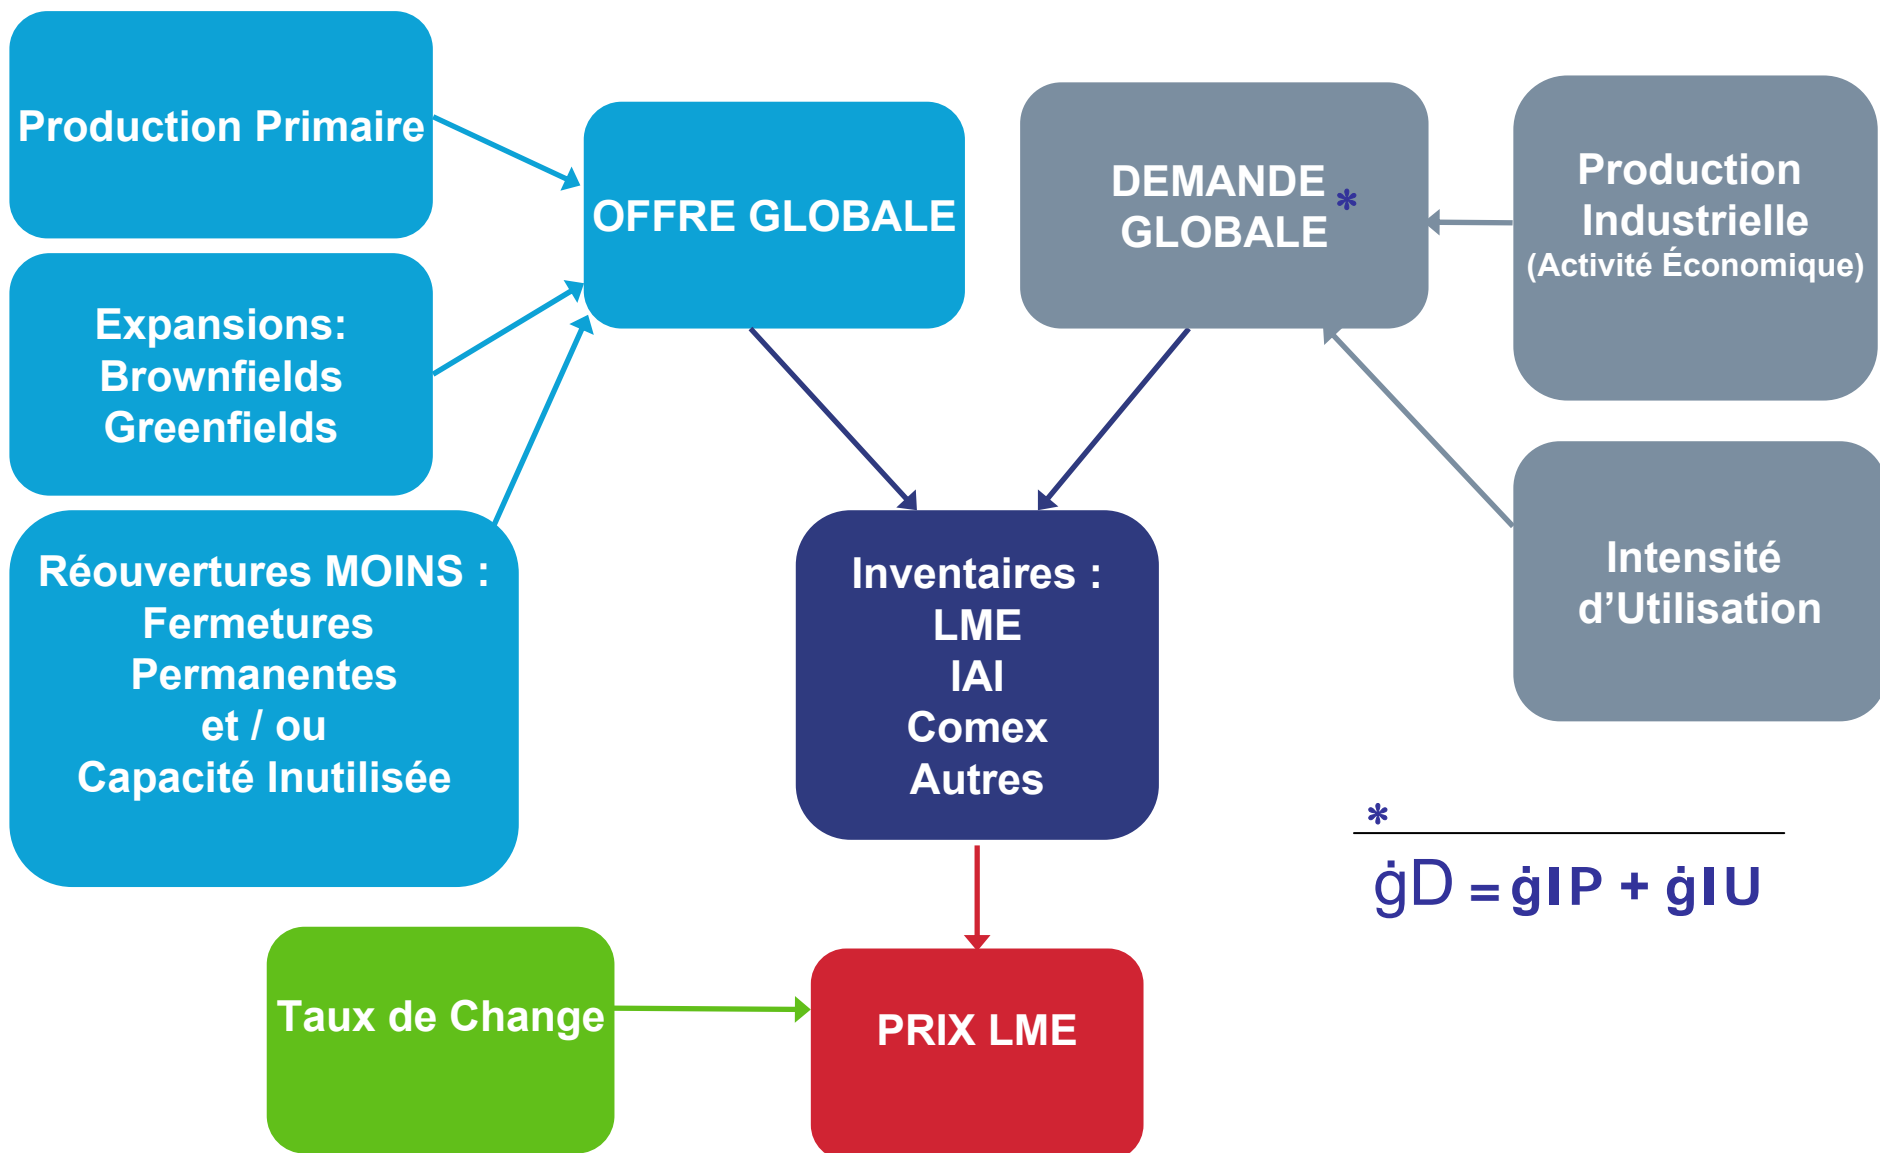 Production Primaire
Expansions:
Brownfields
Greenfields
Réouvertures MOINS :
Fermetures
Permanentes
et / ou
Capacité Inutilisée
OFFRE GLOBALE
DEMANDE
GLOBALE *
Production
Industrielle
(Activité Économique)
Intensité
d’Utilisation
Inventaires :
LME
IAI
Comex
Autres
Taux de Change
PRIX LME
*
ġD = ġIP + ġIU